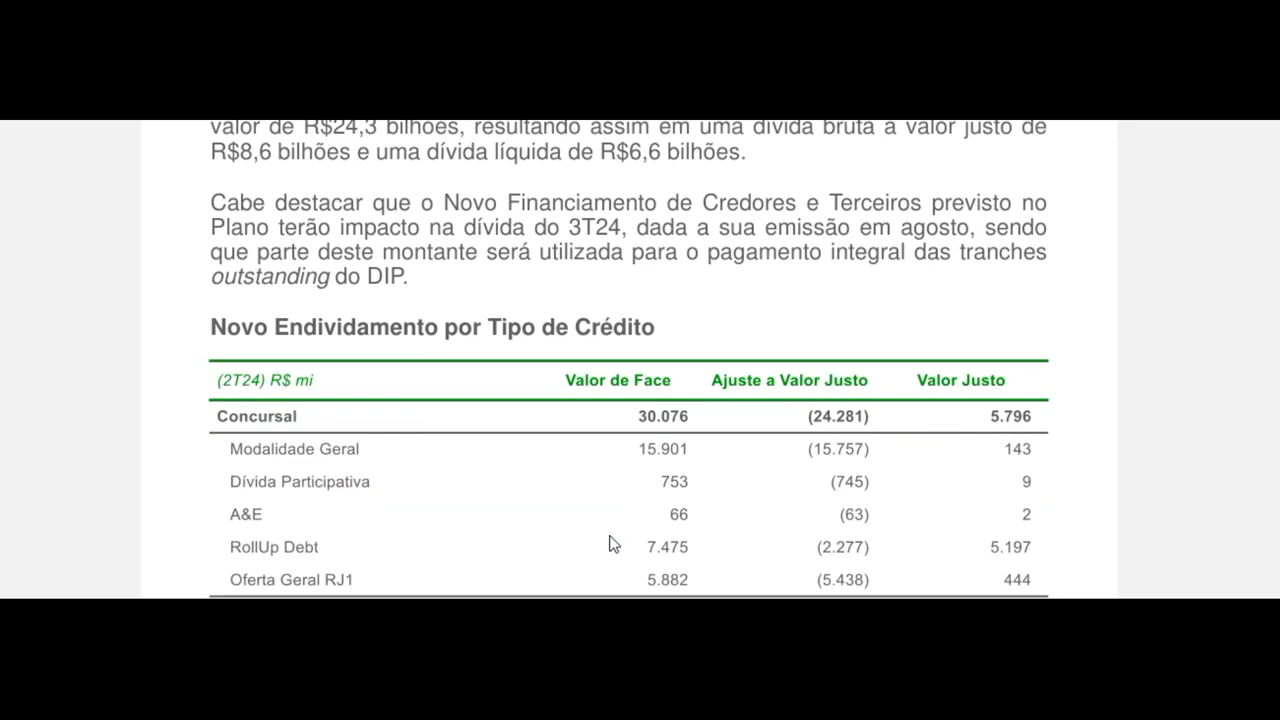 valor de R$24,3 bilhões, resultando assim em uma dívida bruta a valor justo de
R$8,6 bilhões e uma dívida líquida de R$6,6 bilhões.
Cabe destacar que o Novo Financiamento de Credores e Terceiros previsto no
Plano terão impacto na dívida do 3T24, dada a sua emissão em agosto, sendo
que parte deste montante será utilizada para o pagamento integral das tranches
outstanding do DIP.
Novo Endividamento por Tipo de Crédito
(2T24) R$ mi Valor de Face Ajuste a Valor Justo Valor Justo
Concursal 30.076 (24.281) 5.796
Modalidade Geral 15.901 (15.757) 143
Dívida Participativa 753 (745) 9
A&E 66 (63) 2
RollUp Debt 7.475 (2.277) 5.197
Oferta Geral RJ1 5.882 (5.438) 444